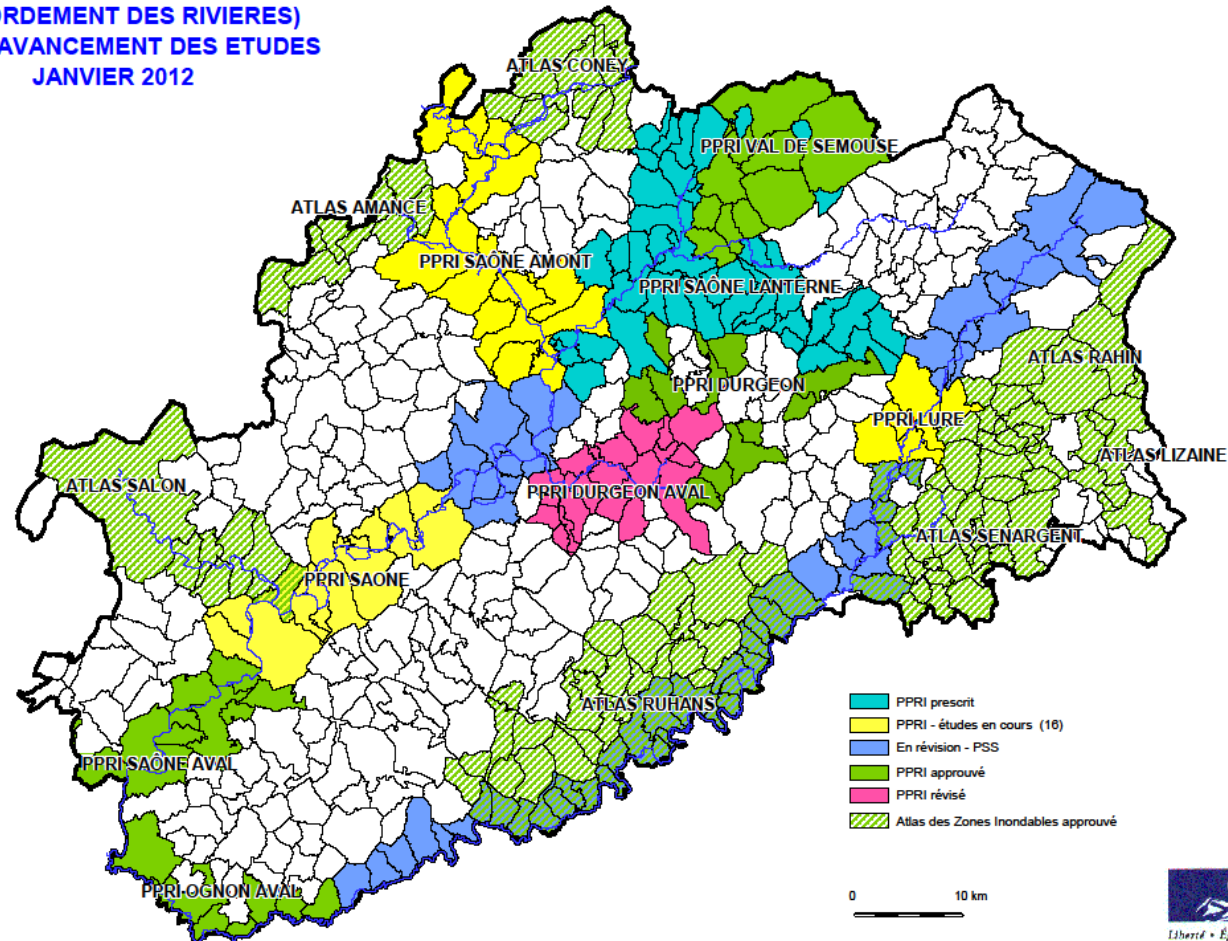 ORDEMENT DES RIVIERES)
AVANCEMENT DES ETUDES
JANVIER 2012
ATLAS CONEY
PPRI VAL DE SEMOUSE
ATLAS AMANCE
PPRI SAÔNE AMONT
PPRI SAÔNE LANTERNE
ATLAS RAHIN
PPRI DURGEON
PPRI LURE
ATLAS LIZAINE
ATLAS SALON
PPRI DURGEON AVAL
ATLAS SENARGENT
PPRI SAONE
ATLAS RUHANS
PPRI prescrit
PPRI - études en cours (16)
En révision - PSS
PPRI SAÔNE AVAL
PPRI approuvé
PPRI révisé
Atlas des Zones Inondables approuvé
PPRI OGNON AVAL
0 10 km
Liberté •